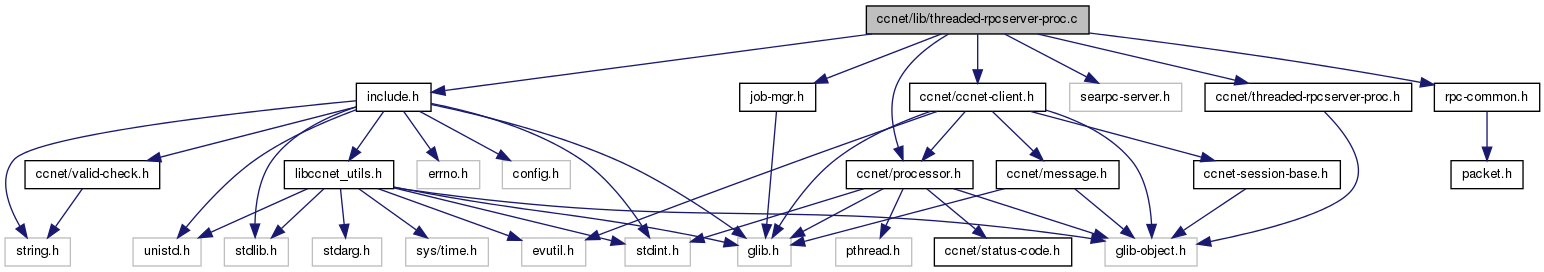 ccnet/lib/threaded-rpcserver-proc.c
include.h
job-mgr.h
ccnet/ccnet-client.h
searpc-server.h
ccnet/threaded-rpcserver-proc.h
rpc-common.h
ccnet/valid-check.h
libccnet_utils.h
errno.h
config.h
ccnet/processor.h
ccnet/message.h
ccnet-session-base.h
packet.h
string.h
unistd.h
stdlib.h
stdarg.h
sys/time.h
evutil.h
stdint.h
glib.h
pthread.h
ccnet/status-code.h
glib-object.h